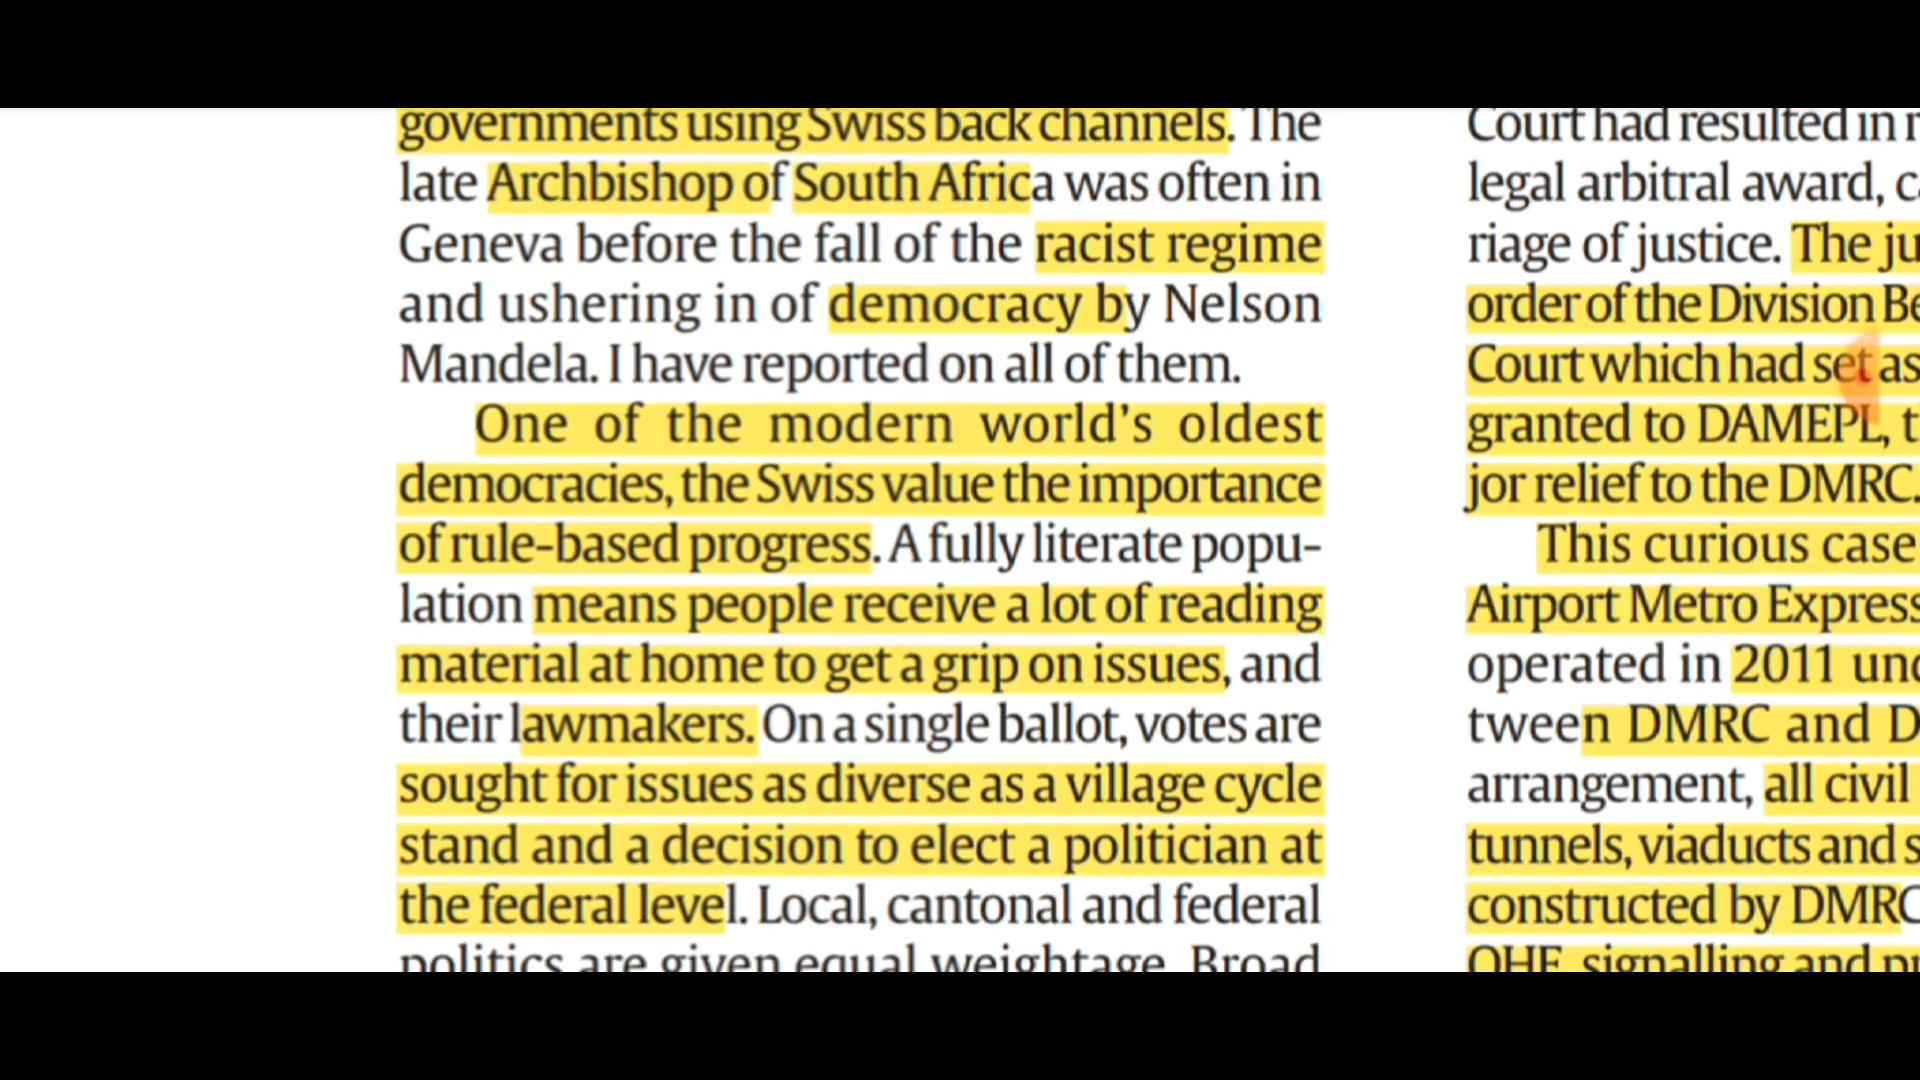 governments using Swiss back channels. The
late Archbishop of South Africa was often in
Geneva before the fall of the racist regime
and ushering in of democracy by Nelson
Mandela. I have reported on all of them.
One of the modern world's oldest
democracies, the Swiss value the importance
of rule-based progress. A fully literate popu-
lation means people receive a lot of reading
material at home to get a grip on issues, and
their lawmakers. On a single ballot, votes are
sought for issues as diverse as a village cycle
stand and a decision to elect a politician at
the federal level. Local, cantonal and federal
politics are given equal weightage. Broad
Court had resulted in
legal arbitral award,
riage of justice. The
order of the Division
Court which had set as
granted to DAMEPL,
jor relief to the DMRC.
This curious case
Airport Metro Express
operated in 2011
tween DMRC and
arrangement, all civil
tunnels, viaducts and
constructed by DMRC
OHE, signalling and